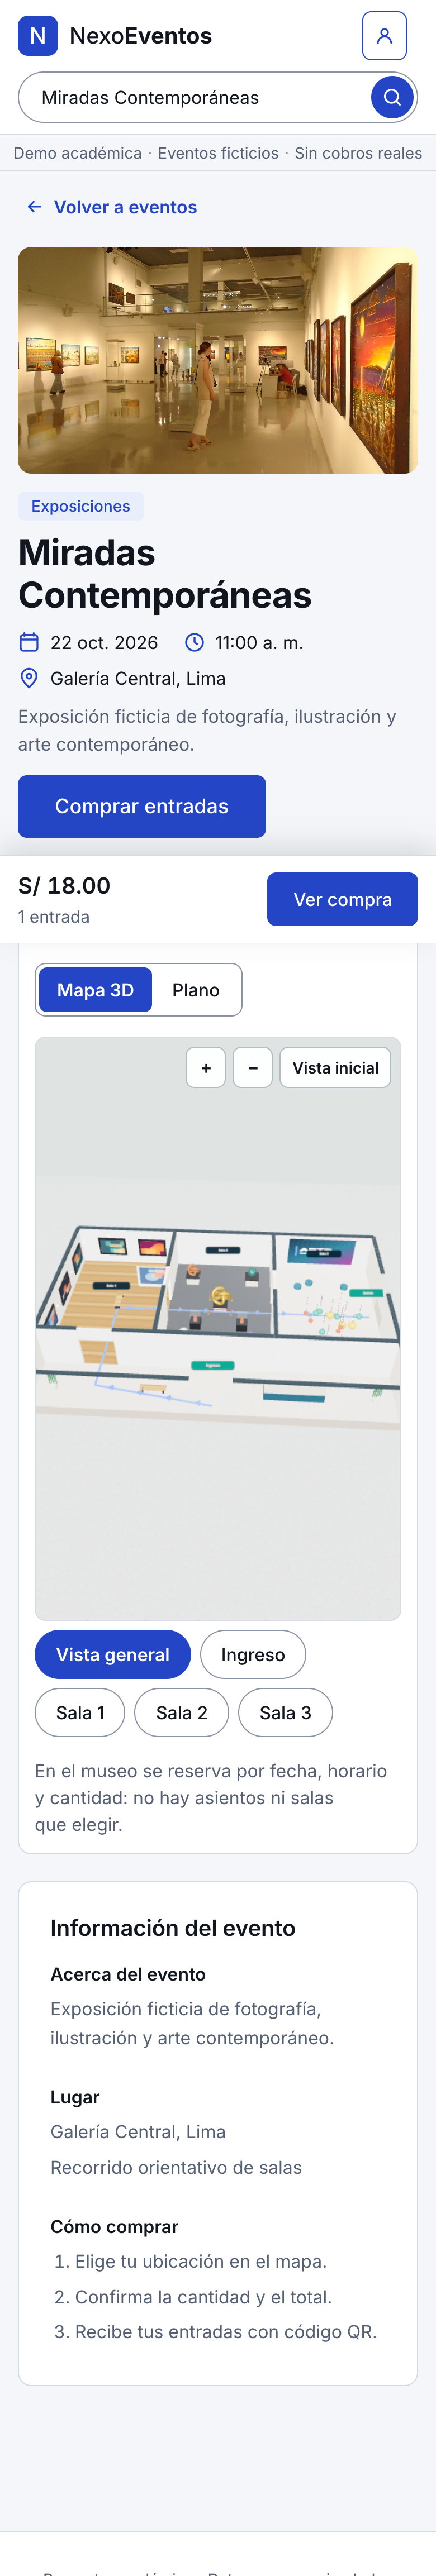 N NexoEventos
Miradas Contemporáneas
Demo académica · Eventos ficticios · Sin cobros reales
← Volver a eventos
Exposiciones
Miradas
Contemporáneas
22 oct. 2026 11:00 a. m.
Galería Central, Lima
Exposición ficticia de fotografía, ilustración y
arte contemporáneo.
Comprar entradas
S/ 18.00
1 entrada
Ver compra
Mapa 3D Plano
+ − Vista inicial
Ingreso
Vista general Ingreso
Sala 1 Sala 2 Sala 3
En el museo se reserva por fecha, horario
y cantidad: no hay asientos ni salas
que elegir.
Información del evento
Acerca del evento
Exposición ficticia de fotografía,
ilustración y arte contemporáneo.
Lugar
Galería Central, Lima
Recorrido orientativo de salas
Cómo comprar
1. Elige tu ubicación en el mapa.
2. Confirma la cantidad y el total.
3. Recibe tus entradas con código QR.